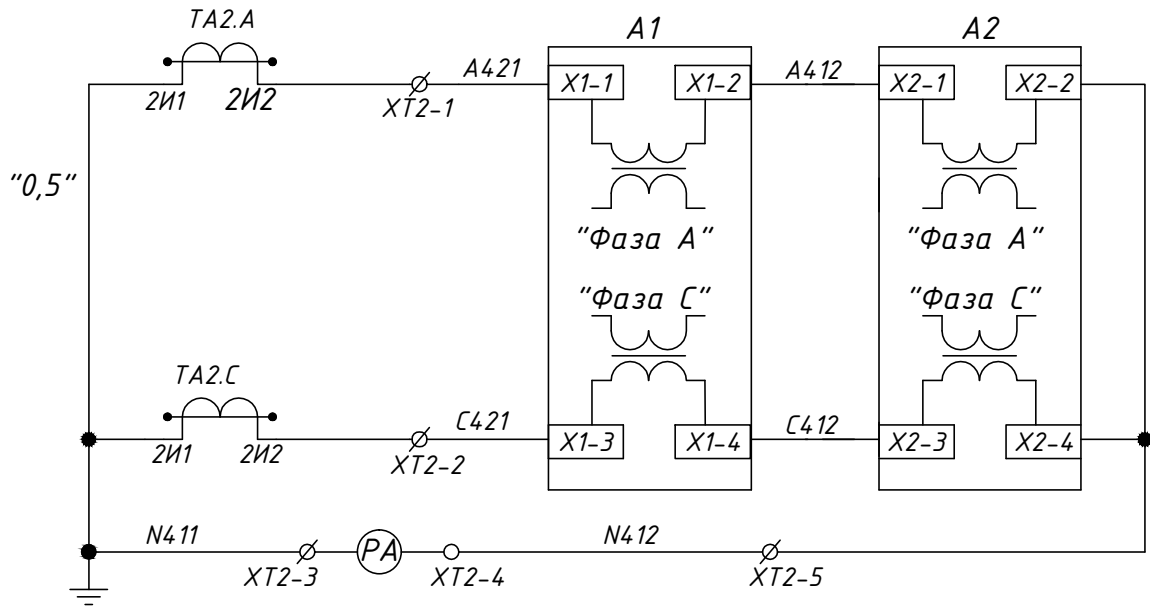 TA2.A
A1
A2
A421
A412
X1-1
X1-2
X2-1
X2-2
2И1
2И2
XT2-1
"0,5"
"Фаза А"
"Фаза А"
"Фаза С"
"Фаза С"
TA2.C
C421
C412
X1-3
X1-4
X2-3
X2-4
2И1
2И2
XT2-2
N411
N412
PA
XT2-3
XT2-4
XT2-5